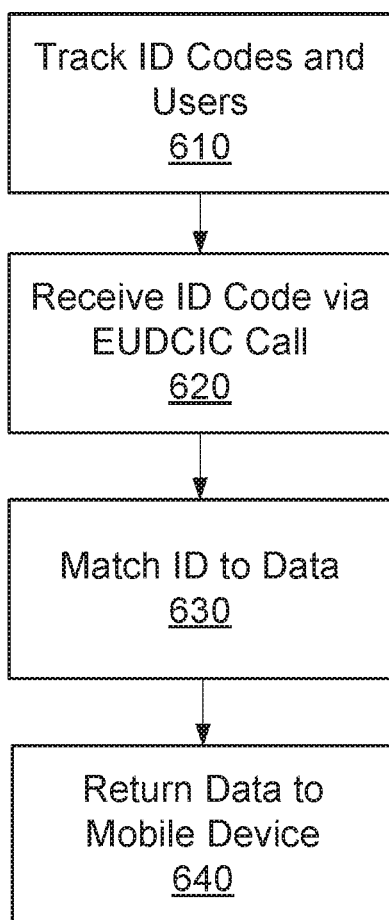 Track ID Codes and
Users
610
Receive ID Code via
EUDCIC Call
620
Match ID to Data
630
Return Data to
Mobile Device
640